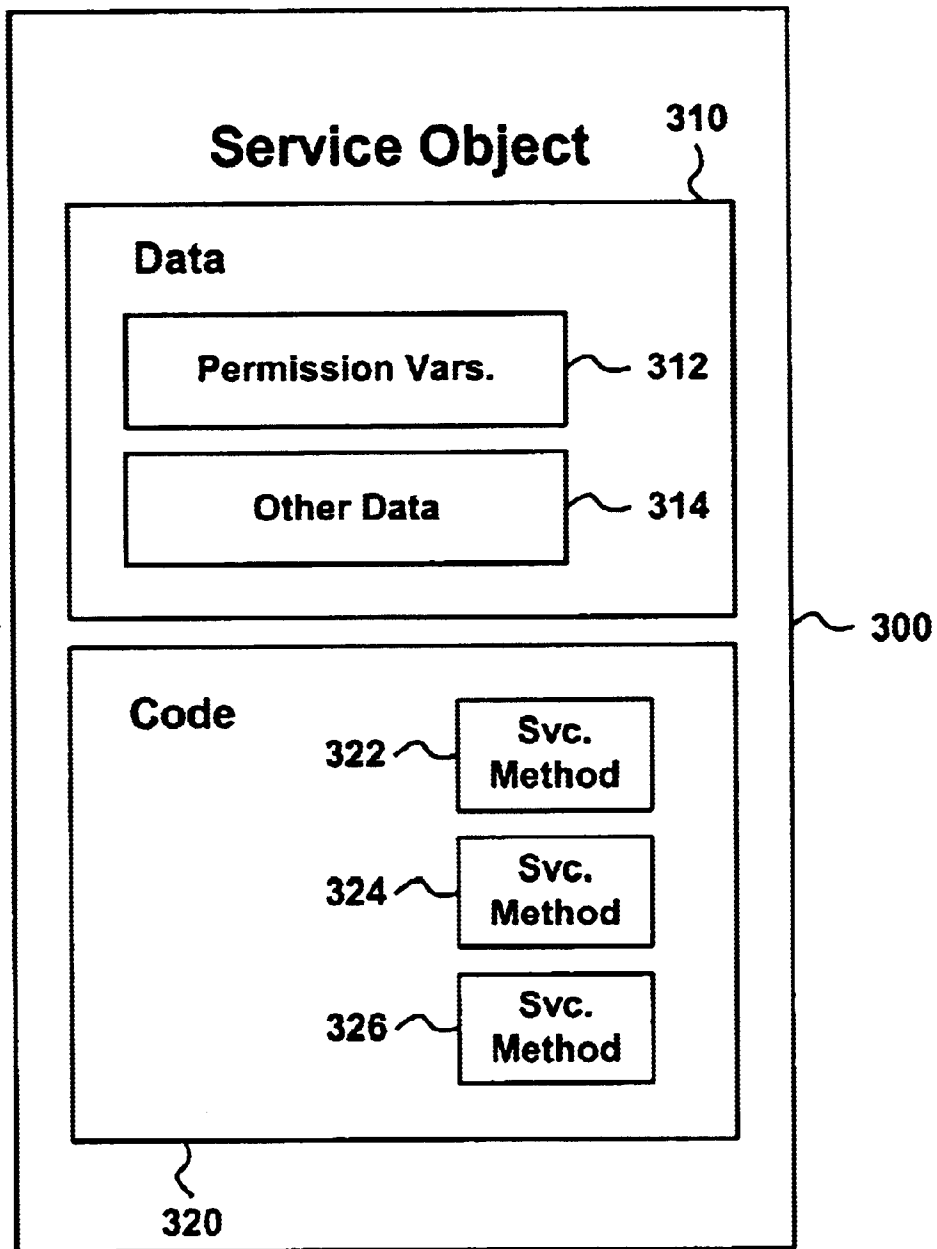 310
Service Object
Data
Permission Vars.
312
Other Data
314
300
Code
322
Svc.
Method
324
Svc.
Method
326
Svc.
Method
320